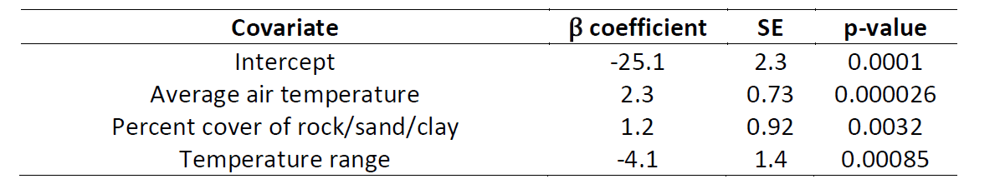 Covariate β coefficient SE p-value
Intercept -25.1 2.3 0.0001
Average air temperature 2.3 0.73 0.000026
Percent cover of rock/sand/clay 1.2 0.92 0.0032
Temperature range -4.1 1.4 0.00085